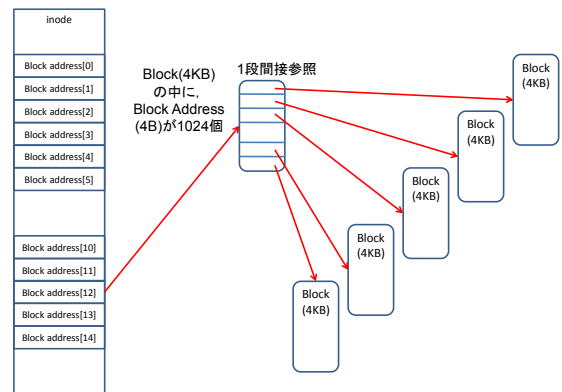 inode
Block address[0]
Block address[1]
Block address[2]
Block address[3]
Block address[4]
Block address[5]
Block address[10]
Block address[11]
Block address[12]
Block address[13]
Block address[14]
Block(4KB)
の中に,
Block Address
(4B)が1024個
1段間接参照
Block
(4KB)
Block
(4KB)
Block
(4KB)
Block
(4KB)
Block
(4KB)